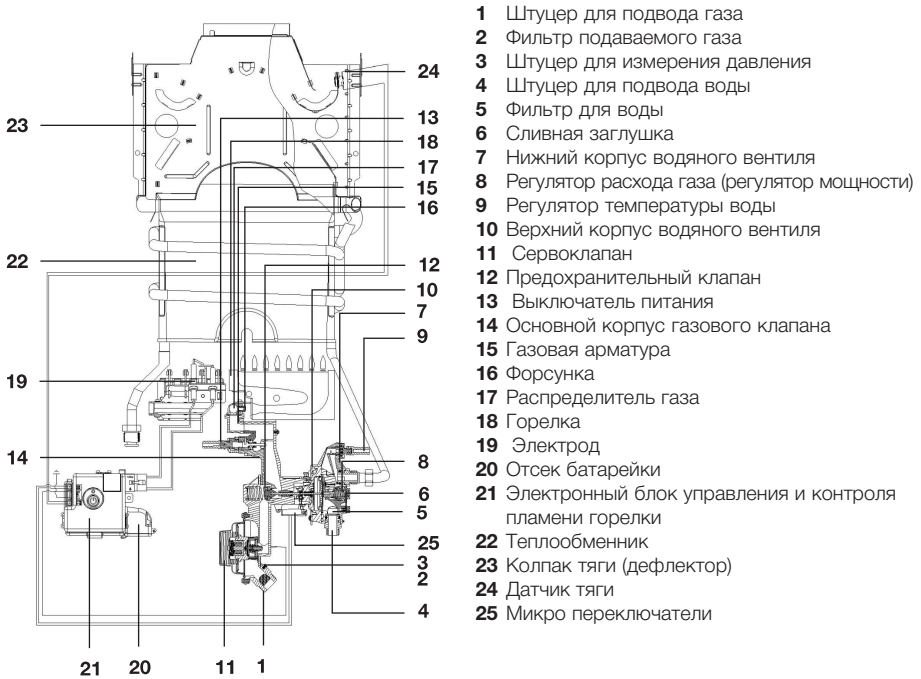 1 Штуцер для подвода газа
2 Фильтр подаваемого газа
3 Штуцер для измерения давления
4 Штуцер для подвода воды
5 Фильтр для воды
6 Сливная заглушка
7 Нижний корпус водяного вентиля
8 Регулятор расхода газа (регулятор мощности)
9 Регулятор температуры воды
10 Верхний корпус водяного вентиля
11 Сервоклапан
12 Предохранительный клапан
13 Выключатель питания
14 Основной корпус газового клапана
15 Газовая арматура
16 Форсунка
17 Распределитель газа
18 Горелка
19 Электрод
20 Отсек батарейки
21 Электронный блок управления и контроля
пламени горелки
22 Теплообменник
23 Колпак тяги (дефлектор)
24 Датчик тяги
25 Микро переключатели
24
23
13
18
17
15
16
22
12
10
7
9
19
14
8
6
5
25
3
2
4
21
20
11
1